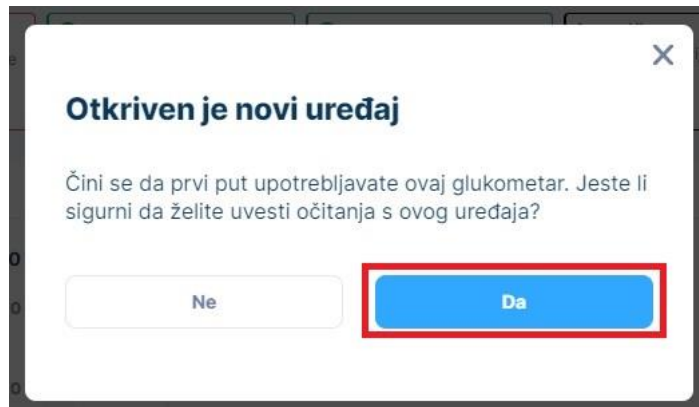 Otkriven je novi uređaj
Čini se da prvi put upotrebljavate ovaj glukometar. Jeste li
sigurni da želite uvesti očitanja s ovog uređaja?
Ne
Da